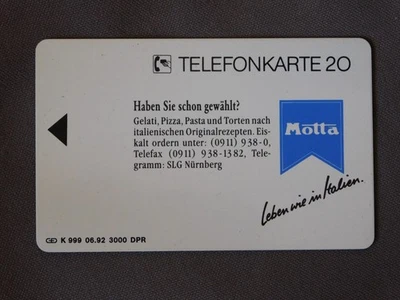 TELEFONKARTE 20
Haben Sie schon gewählt?
Gelati, Pizza, Pasta und Torten nach
italienischen Originalrezepten. Eis-
kalt ordern unter: (0911) 938-0,
Telefax (0911) 938-1382, Tele-
gramm: SLG Nürnberg
Motta
Leben wie in Italien.
GD K 999 06.92 3000 DPR